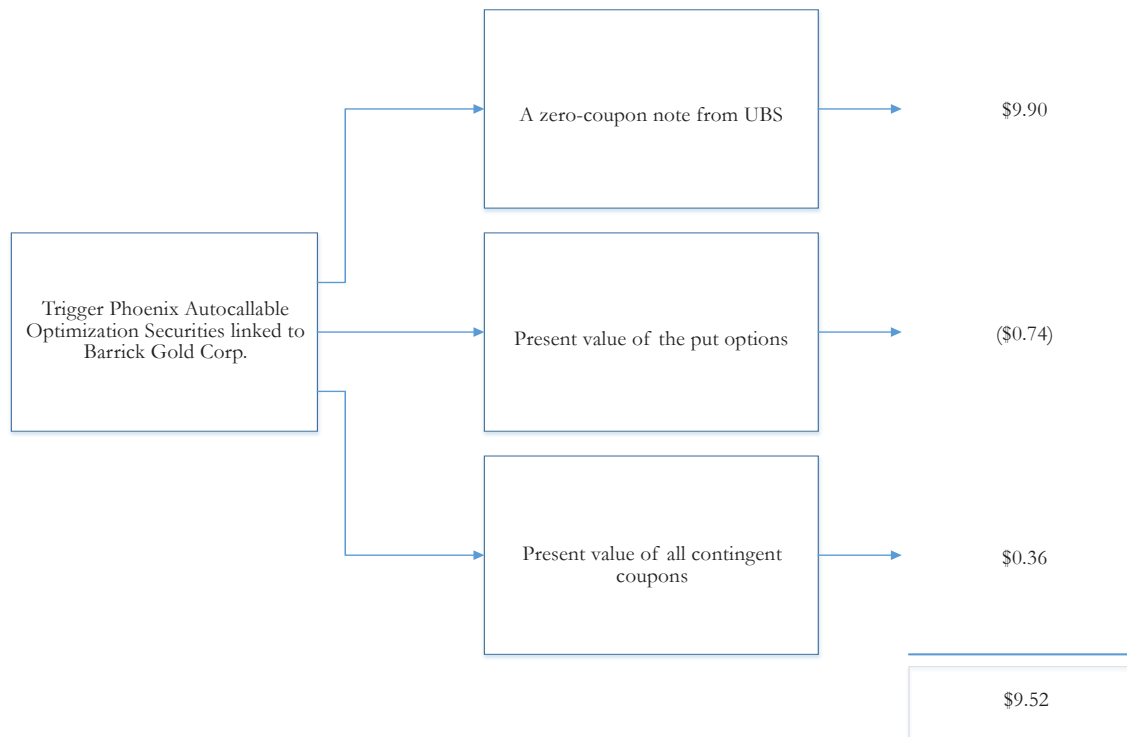 A zero-coupon note from UBS
$9.90
Trigger Phoenix Autocallable
Optimization Securities linked to
Barrick Gold Corp.
Present value of the put options
($0.74)
Present value of all contingent
coupons
$0.36
$9.52